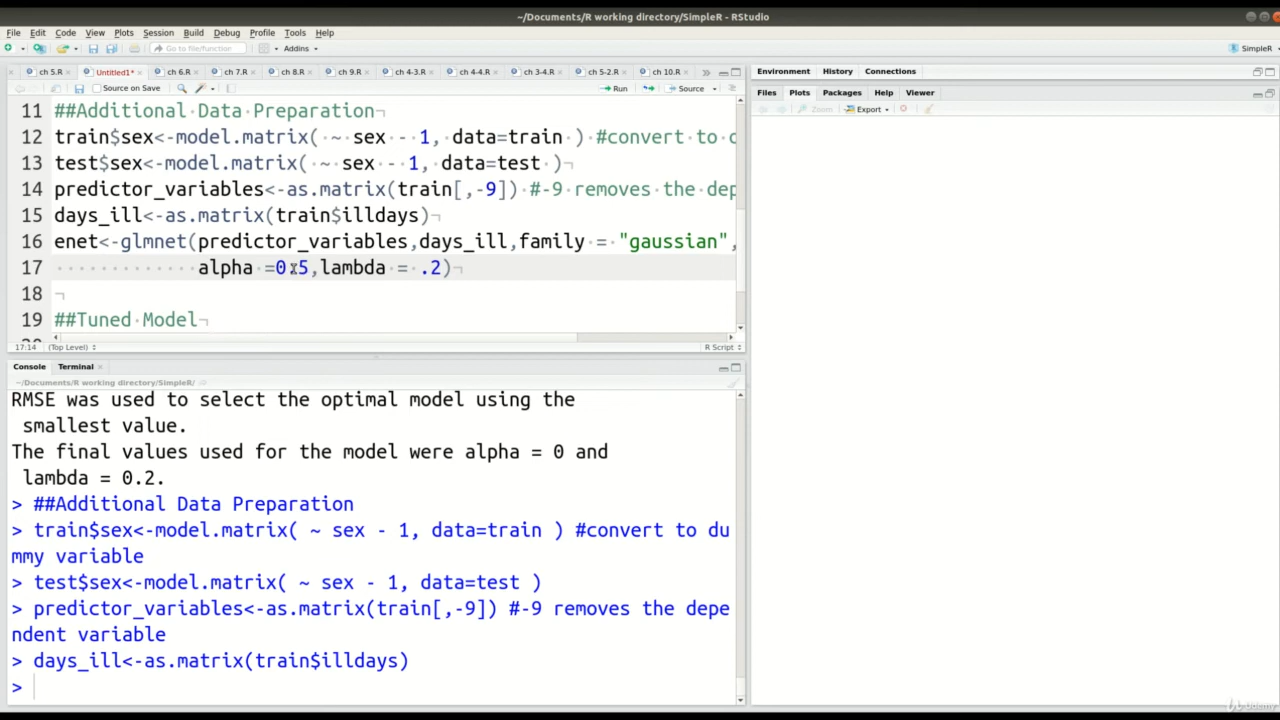 ~/Documents/R working directory/SimpleR - RStudio
File Edit Code View Plots Session Build Debug Profile Tools Help
Go to file/function Addins SimpleR
ch 5.R Untitled1* ch 6.R ch 7.R ch 8.R ch 9.R ch 4-3.R ch 4-4.R ch 3-4.R ch 5-2.R ch 10.R
Source on Save Run Source
11 ##Additional Data Preparation
12 train$sex<-model.matrix( ~ sex - 1, data=train ) #convert to
13 test$sex<-model.matrix( ~ sex - 1, data=test )
14 predictor_variables<-as.matrix(train[,-9]) #-9 removes the dep
15 days_ill<-as.matrix(train$illdays)
16 enet<-glmnet(predictor_variables,days_ill,family = "gaussian",
17 alpha =0.5,lambda = .2)
18
19 ##Tuned Model
17:14 (Top Level) R Script
Console Terminal
~/Documents/R working directory/SimpleR/
RMSE was used to select the optimal model using the
smallest value.
The final values used for the model were alpha = 0 and
lambda = 0.2.
> ##Additional Data Preparation
> train$sex<-model.matrix( ~ sex - 1, data=train ) #convert to du
mmy variable
> test$sex<-model.matrix( ~ sex - 1, data=test )
> predictor_variables<-as.matrix(train[,-9]) #-9 removes the depe
ndent variable
> days_ill<-as.matrix(train$illdays)
>
Environment History Connections
Files Plots Packages Help Viewer
Zoom Export
Udemy